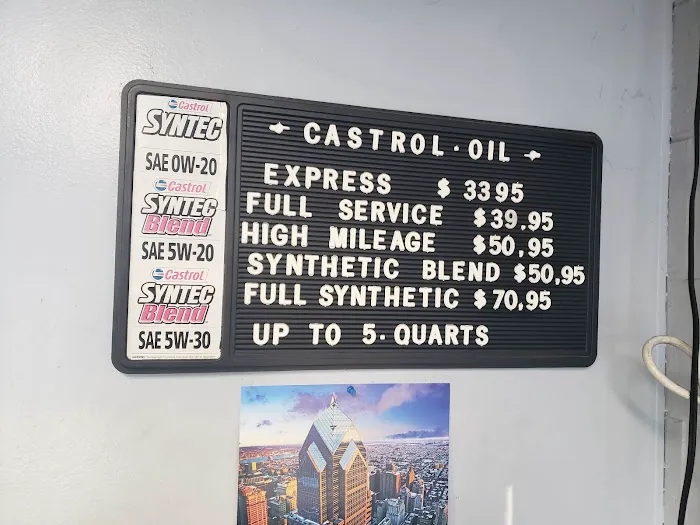 Castrol
SYNTEC
SAE 0W-20
Castrol
SYNTEC
Blend
SAE 5W-20
Castrol
SYNTEC
Blend
SAE 5W-30
CASTROL·OIL
EXPRESS $ 3395
FULL SERVICE $39.95
HIGH MILEAGE $50,95
SYNTHETIC BLEND $50,95
FULL SYNTHETIC $70,95
UP TO 5·QUARTS